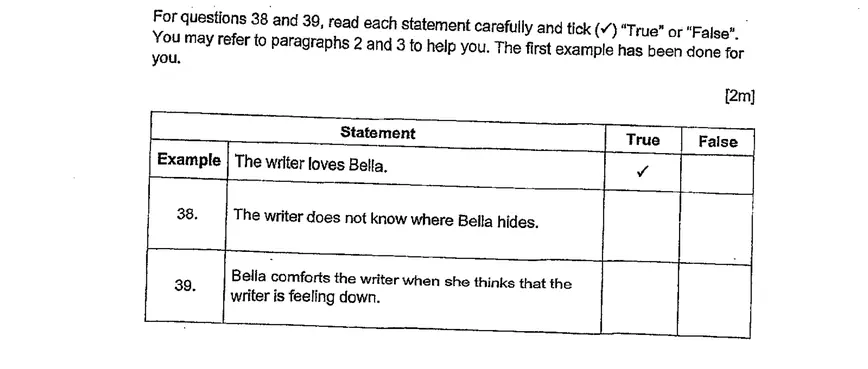 For questions 38 and 39, read each statement carefully and tick (✓) "True" or "False".
You may refer to paragraphs 2 and 3 to help you. The first example has been done for
you.
[2m]
Statement True False
Example The writer loves Bella. ✓
38. The writer does not know where Bella hides.
39. Bella comforts the writer when she thinks that the
writer is feeling down.